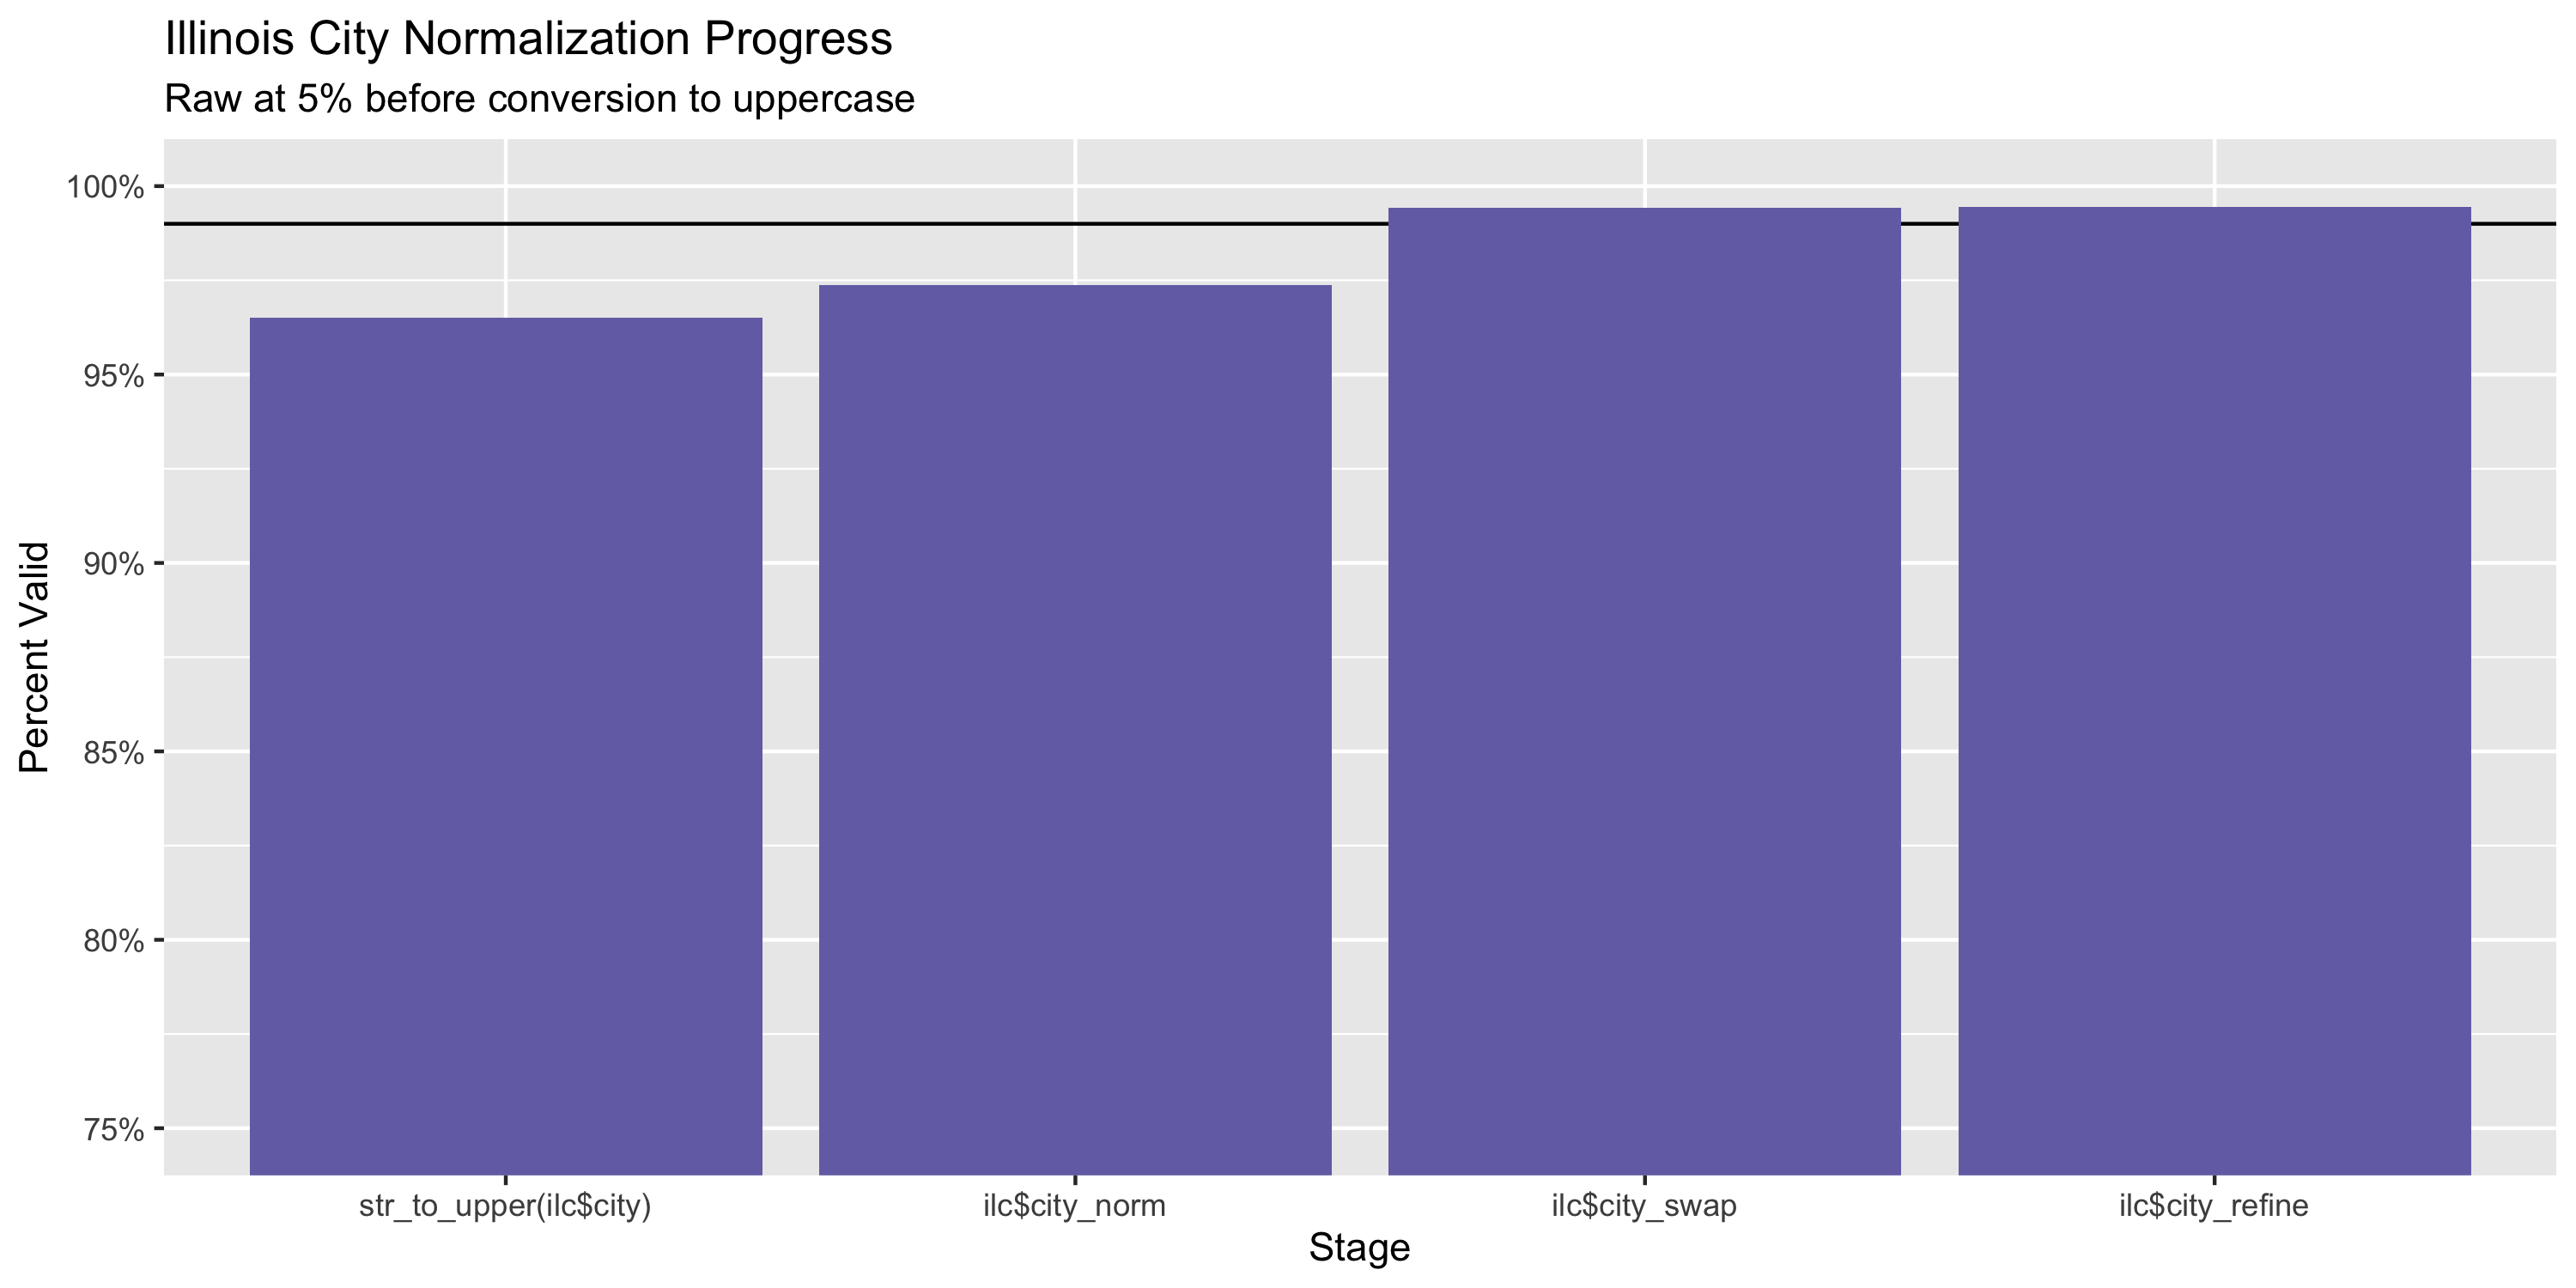 Illinois City Normalization Progress
Raw at 5% before conversion to uppercase
Percent Valid
100%
95%
90%
85%
80%
75%
str_to_upper(ilc$city)
ilc$city_norm
ilc$city_swap
ilc$city_refine
Stage